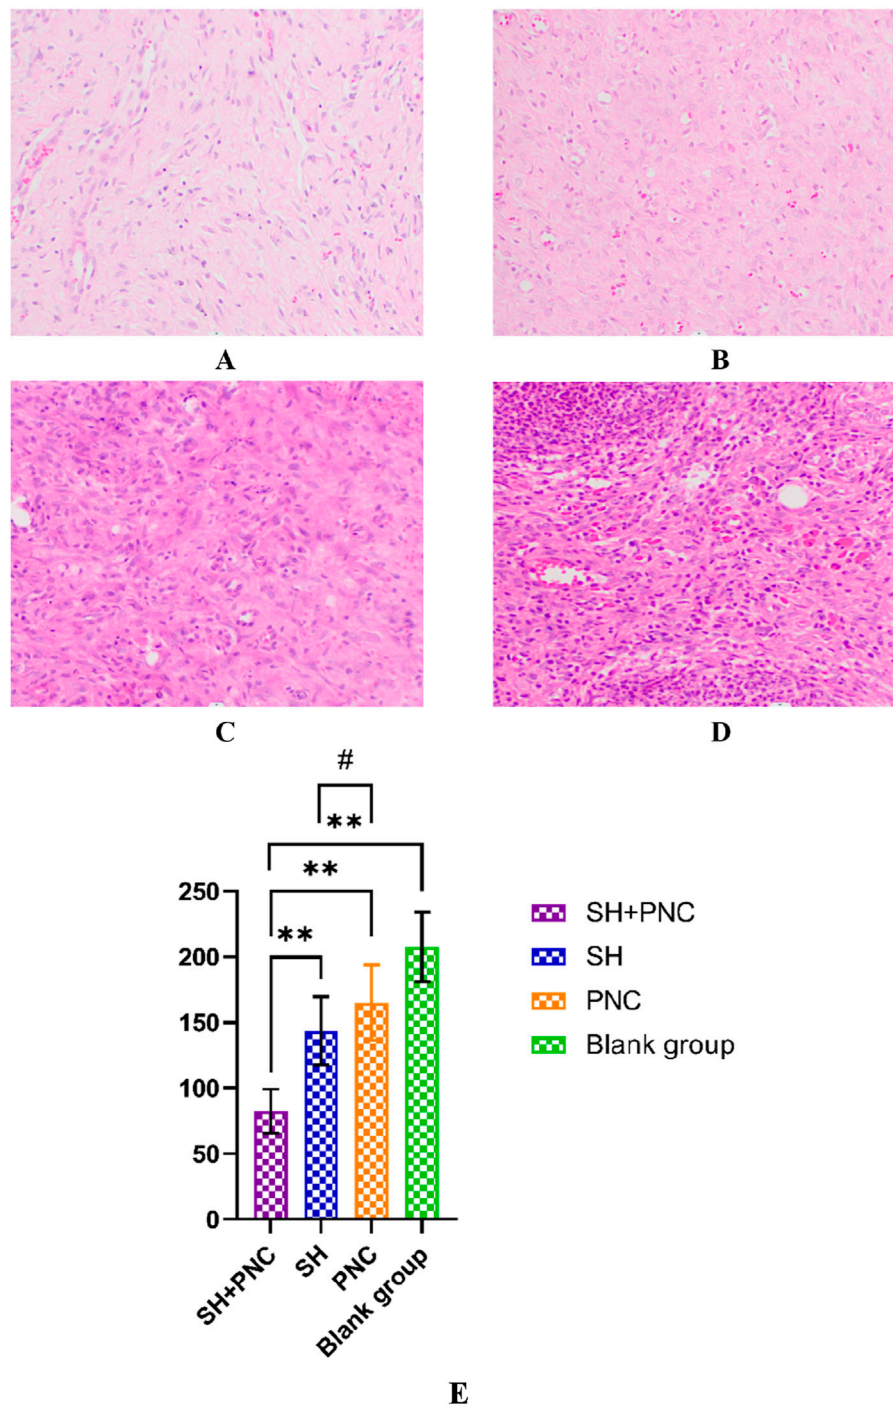 A
B
C
D
#
**
**
**
250
200
150
100
50
0
SH+PNC
SH
PNC
Blank group
SH+PNC
SH
PNC
Blank group
E